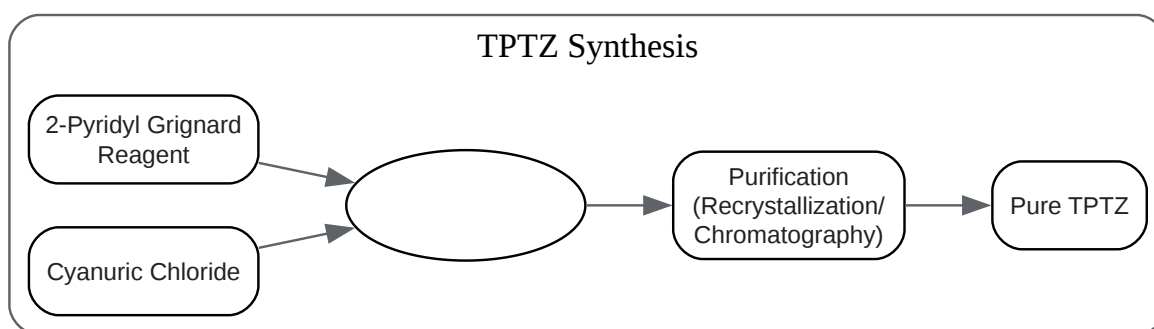 TPTZ Synthesis
2-Pyridyl Grignard
Reagent
Cyanuric Chloride
Purification
(Recrystallization/
Chromatography)
Pure TPTZ